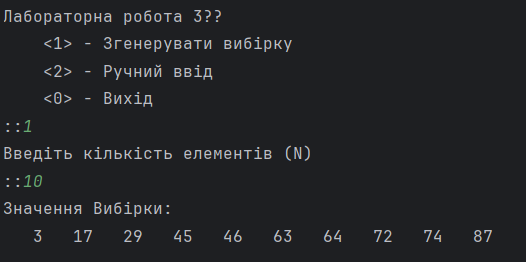 Лабораторна робота 3??
<1> - Згенерувати вибірку
<2> - Ручний ввід
<0> - Вихід
::1
Введіть кількість елементів (N)
::10
Значення Вибірки:
3 17 29 45 46 63 64 72 74 87